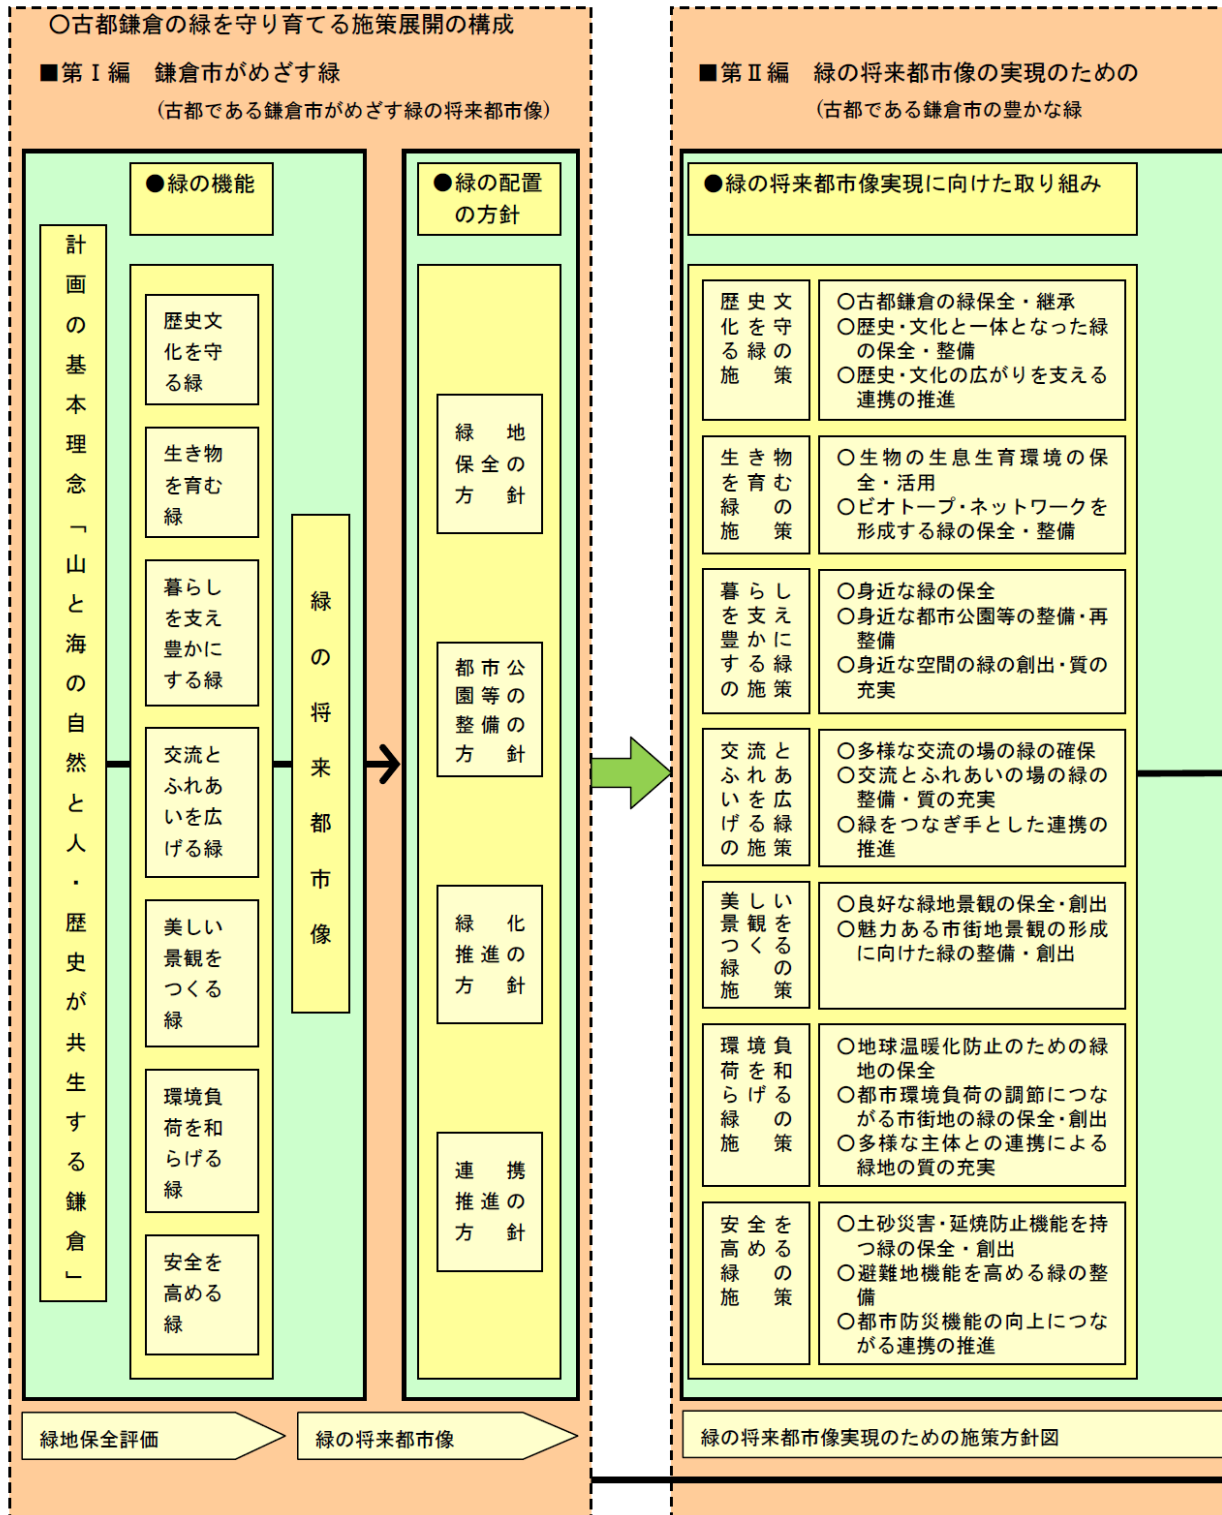 ○古都鎌倉の緑を守り育てる施策展開の構成
■第Ⅰ編　鎌倉市がめざす緑
(古都である鎌倉市がめざす緑の将来都市像)
計画の基本理念「山と海の自然と人・歴史が共生する鎌倉」
●緑の機能
歴史文
化を守
る緑
生き物
を育む
緑
暮らし
を支え
豊かに
する緑
交流と
ふれあ
いを広
げる緑
美しい
景観を
つくる
緑
環境負
荷を和
らげる
緑
安全を
高める
緑
緑の将来都市像
●緑の配置
の方針
緑地
保全の
方針
都市公
園等の
整備の
方針
緑化
推進の
方針
連携
推進の
方針
緑地保全評価
緑の将来都市像
■第Ⅱ編　緑の将来都市像の実現のための
(古都である鎌倉市の豊かな緑
●緑の将来都市像実現に向けた取り組み
歴史文
化を守
る緑の
施策
○古都鎌倉の緑保全・継承
○歴史・文化と一体となった緑
の保全・整備
○歴史・文化の広がりを支える
連携の推進
生き物
を育む
緑の
施策
○生物の生息生育環境の保
全・活用
○ビオトープ・ネットワークを
形成する緑の保全・整備
暮らし
を支え
豊かに
する緑
の施策
○身近な緑の保全
○身近な都市公園等の整備・再
整備
○身近な空間の緑の創出・質の
充実
交流と
ふれあ
いを広
げる緑
の施策
○多様な交流の場の緑の確保
○交流とふれあいの場の緑の
整備・質の充実
○緑をつなぎ手とした連携の
推進
美しい
景観を
つくる
緑の
施策
○良好な緑地景観の保全・創出
○魅力ある市街地景観の形成
に向けた緑の整備・創出
環境負
荷を和
らげる
緑の
施策
○地球温暖化防止のための緑
地の保全
○都市環境負荷の調節につな
がる市街地の緑の保全・創出
○多様な主体との連携による
緑地の質の充実
安全を
高める
緑の
施策
○土砂災害・延焼防止機能を持
つ緑の保全・創出
○避難地機能を高める緑の整
備
○都市防災機能の向上につな
がる連携の推進
緑の将来都市像実現のための施策方針図